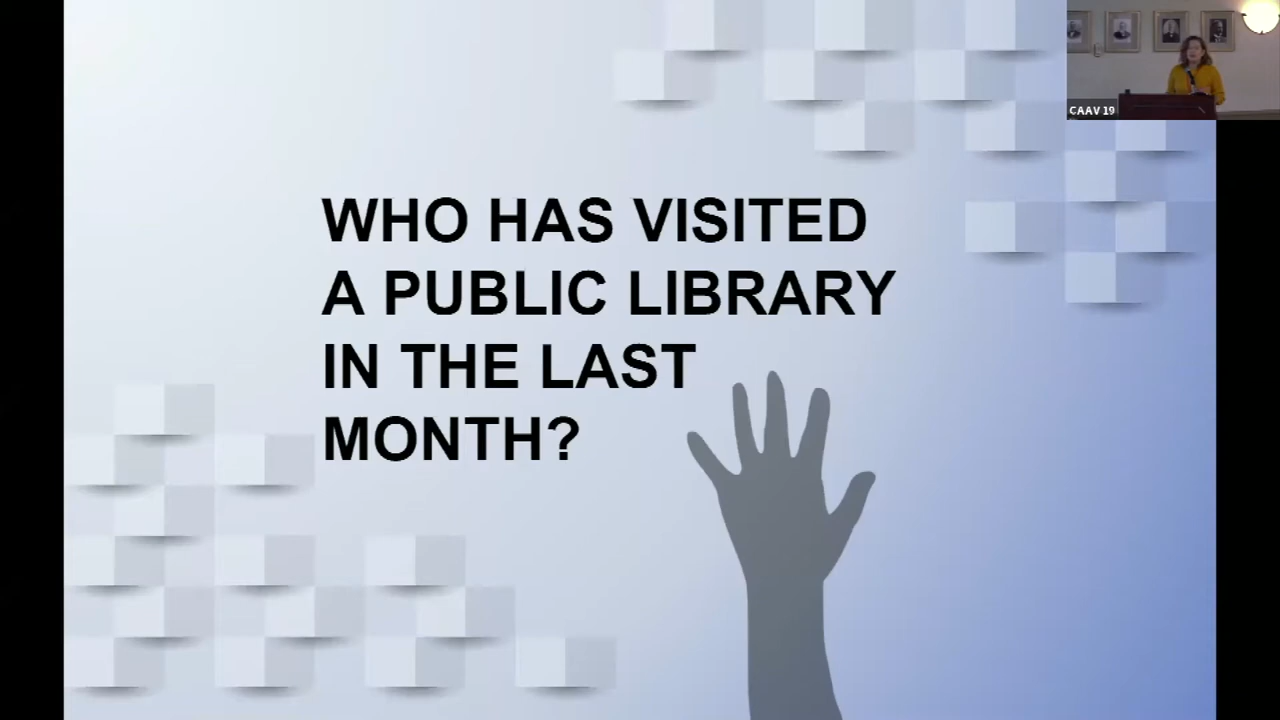 CAAV 19
WHO HAS VISITED
A PUBLIC LIBRARY
IN THE LAST
MONTH?